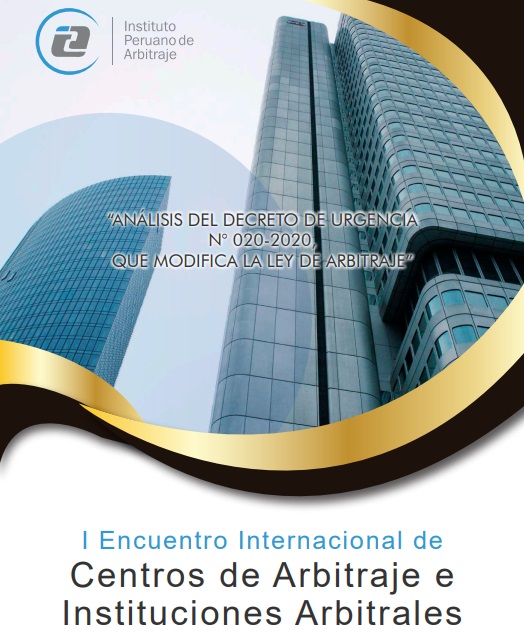 Instituto
Peruano de
Arbitraje
“ANÁLISIS DEL DECRETO DE URGENCIA
N° 020-2020,
QUE MODIFICA LA LEY DE ARBITRAJE”
I Encuentro Internacional de
Centros de Arbitraje e
Instituciones Arbitrales